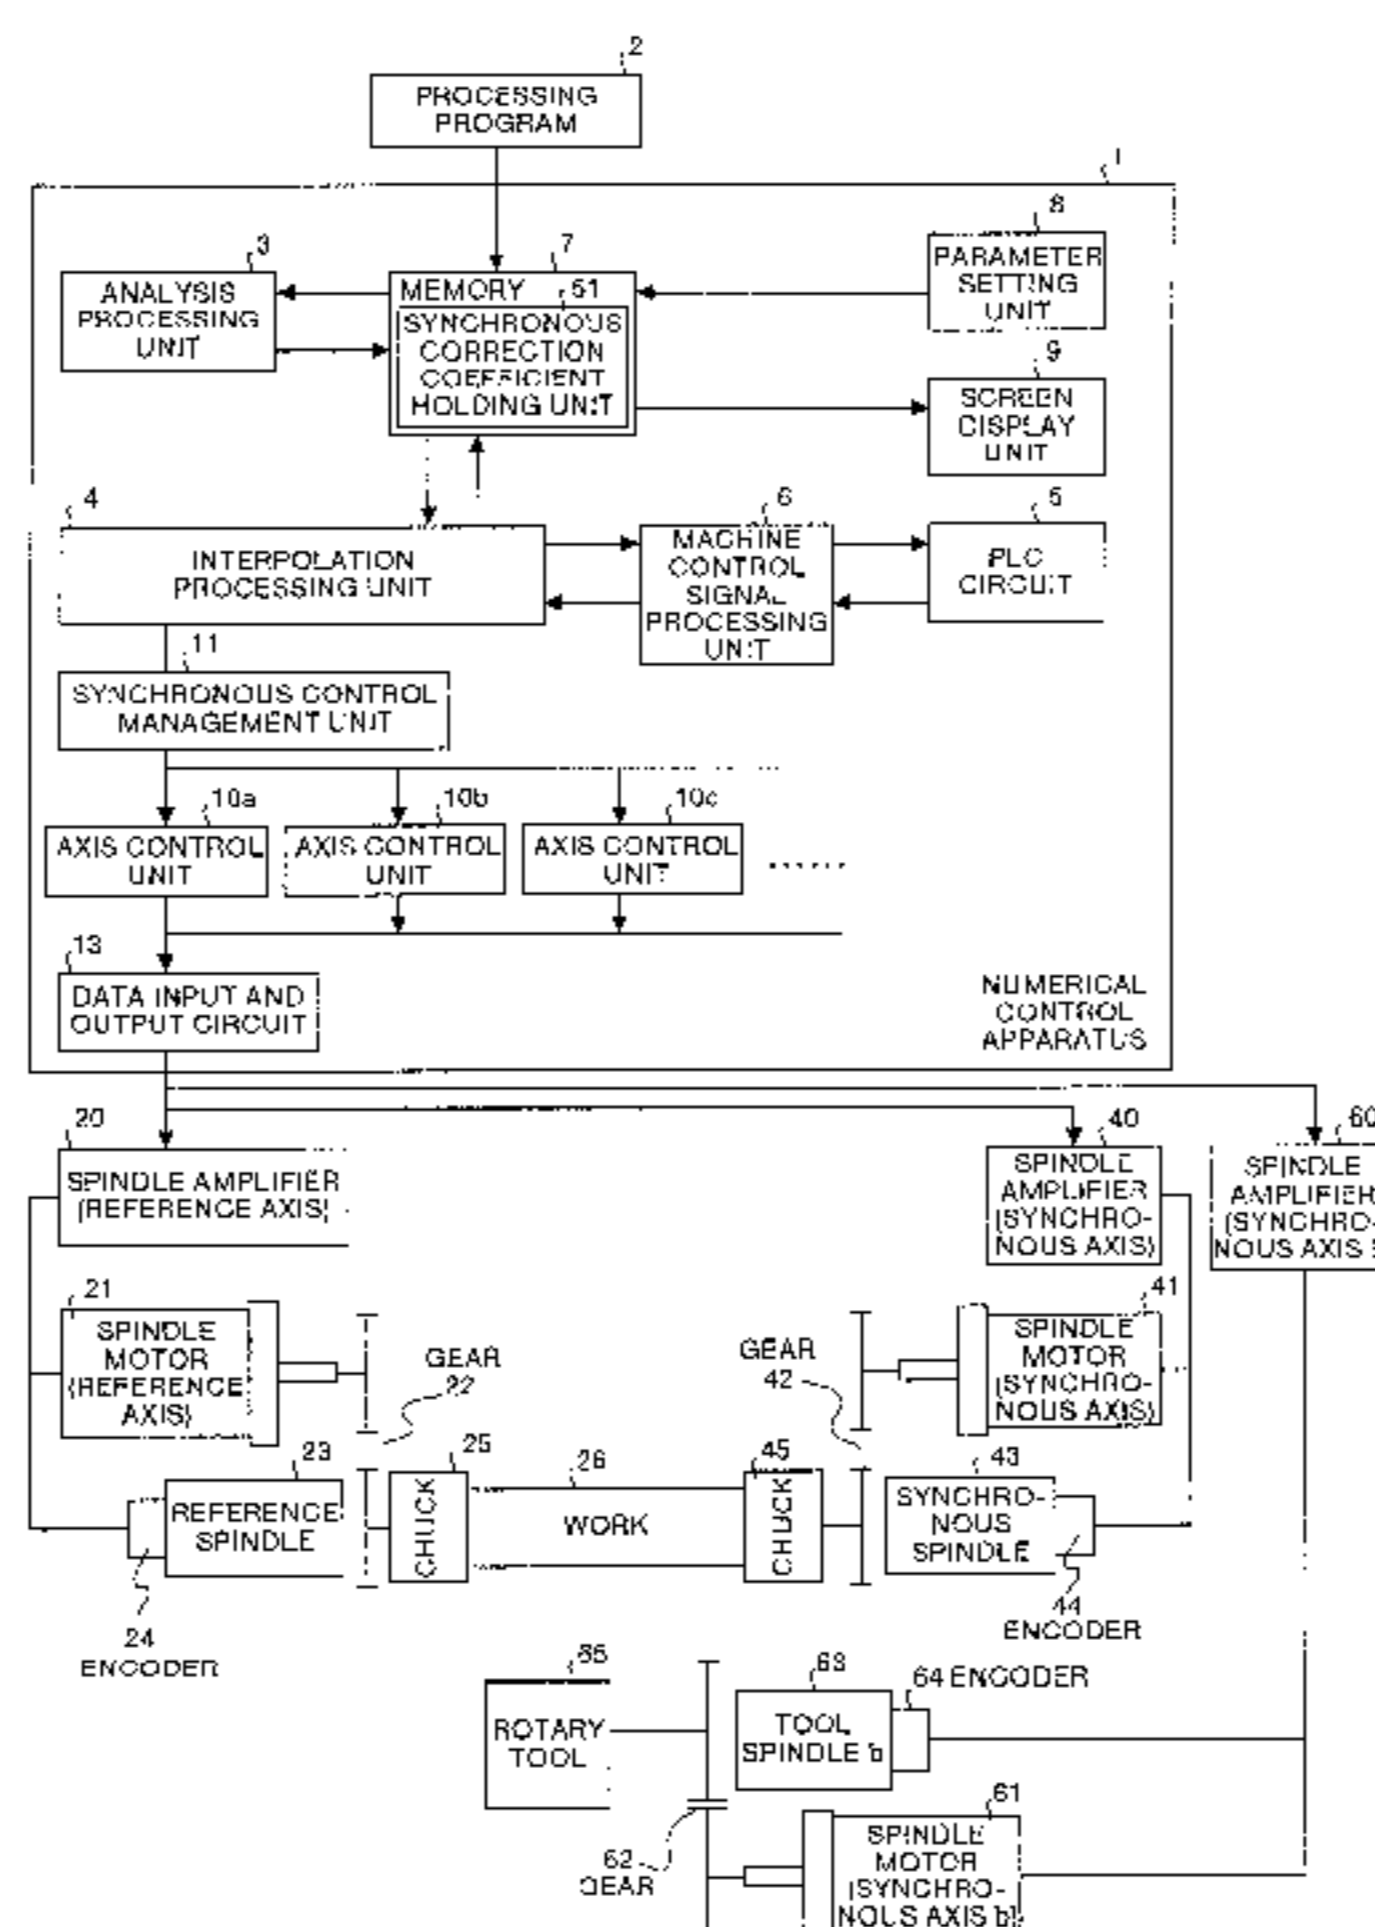 2
PROCESSING
PROGRAM
1
3
ANALYSIS
PROCESSING
UNIT
7
MEMORY
51
SYNCHRONOUS
CORRECTION
COEFFICIENT
HOLDING UNIT
8
PARAMETER
SETTING
UNIT
9
SCREEN
DISPLAY
UNIT
4
INTERPOLATION
PROCESSING UNIT
6
MACHINE
CONTROL
SIGNAL
PROCESSING
UNIT
5
PLC
CIRCUIT
11
SYNCHRONOUS CONTROL
MANAGEMENT UNIT
10a
AXIS CONTROL
UNIT
10b
AXIS CONTROL
UNIT
10c
AXIS CONTROL
UNIT
13
DATA INPUT AND
OUTPUT CIRCUIT
NUMERICAL
CONTROL
APPARATUS
20
SPINDLE AMPLIFIER
(REFERENCE AXIS)
40
SPINDLE
AMPLIFIER
(SYNCHRO-
NOUS AXIS)
60
SPINDLE
AMPLIFIER
(SYNCHRO-
NOUS AXIS
21
SPINDLE
MOTOR
(REFERENCE
AXIS)
GEAR
22
GEAR
42
41
SPINDLE
MOTOR
(SYNCHRO-
NOUS AXIS)
23
REFERENCE
SPINDLE
25
CHUCK
26
WORK
45
CHUCK
43
SYNCHRO-
NOUS
SPINDLE
24
ENCODER
44
ENCODER
65
ROTARY
TOOL
63
TOOL
SPINDLE b
64 ENCODER
62
GEAR
61
SPINDLE
MOTOR
(SYNCHRO-
NOUS AXIS b)